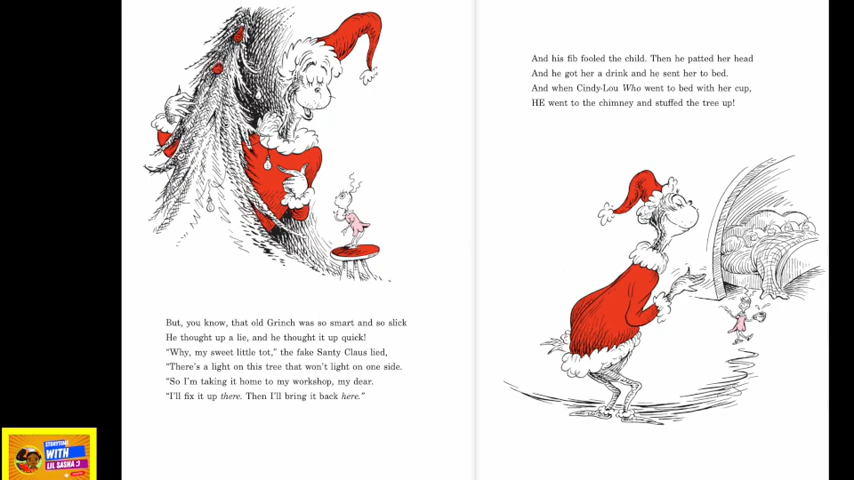 But, you know, that old Grinch was so smart and so slick
He thought up a lie, and he thought it up quick!
“Why, my sweet little tot,” the fake Santy Claus lied,
“There’s a light on this tree that won’t light on one side.
“So I’m taking it home to my workshop, my dear.
“I’ll fix it up there. Then I’ll bring it back here.”
And his fib fooled the child. Then he patted her head
And he got her a drink and he sent her to bed.
And when Cindy-Lou Who went to bed with her cup,
HE went to the chimney and stuffed the tree up!
STORYTIME
WITH
LIL SASHA :)